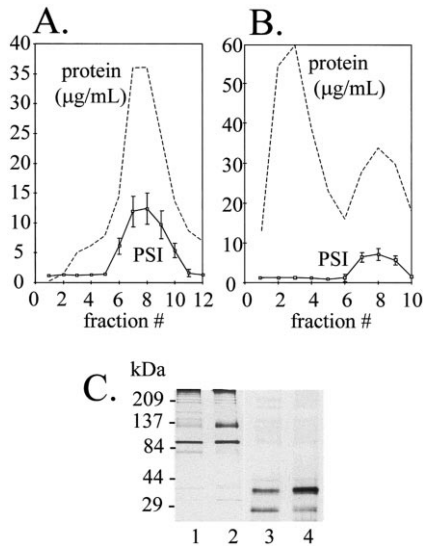 A.
B.
40
35
30
25
20
15
10
5
0
protein
(μg/mL)
PSI
0 2 4 6 8 10 12
fraction #
60
50
40
30
20
10
0
protein
(μg/mL)
PSI
0 2 4 6 8 10
fraction #
C.
kDa
209 -
137 -
84 -
44 -
29 -
1 2 3 4